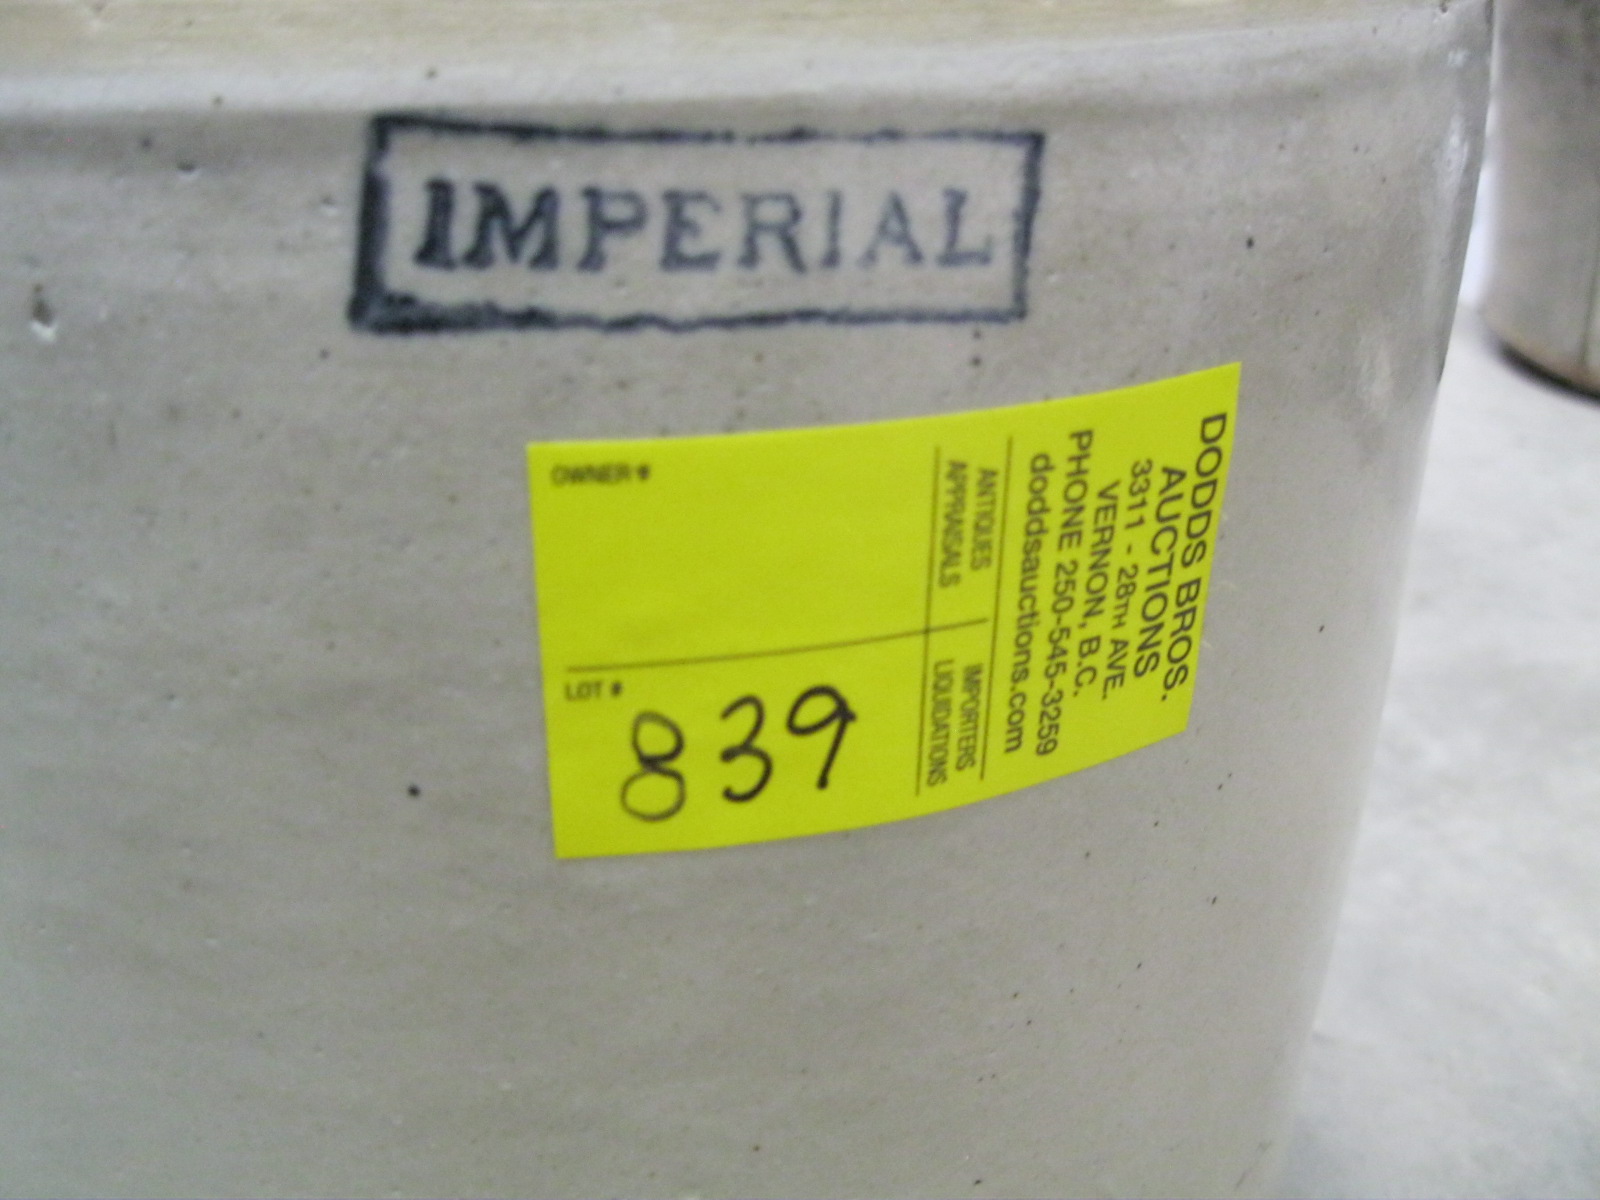 IMPERIAL
OWNER #
LOT #
839
DODDS BROS.
AUCTIONS
3311 - 28TH AVE.
VERNON, B.C.
PHONE 250-545-3259
doddsauctions.com
ANTIQUES
APPRAISALS
IMPORTERS
LIQUIDATIONS